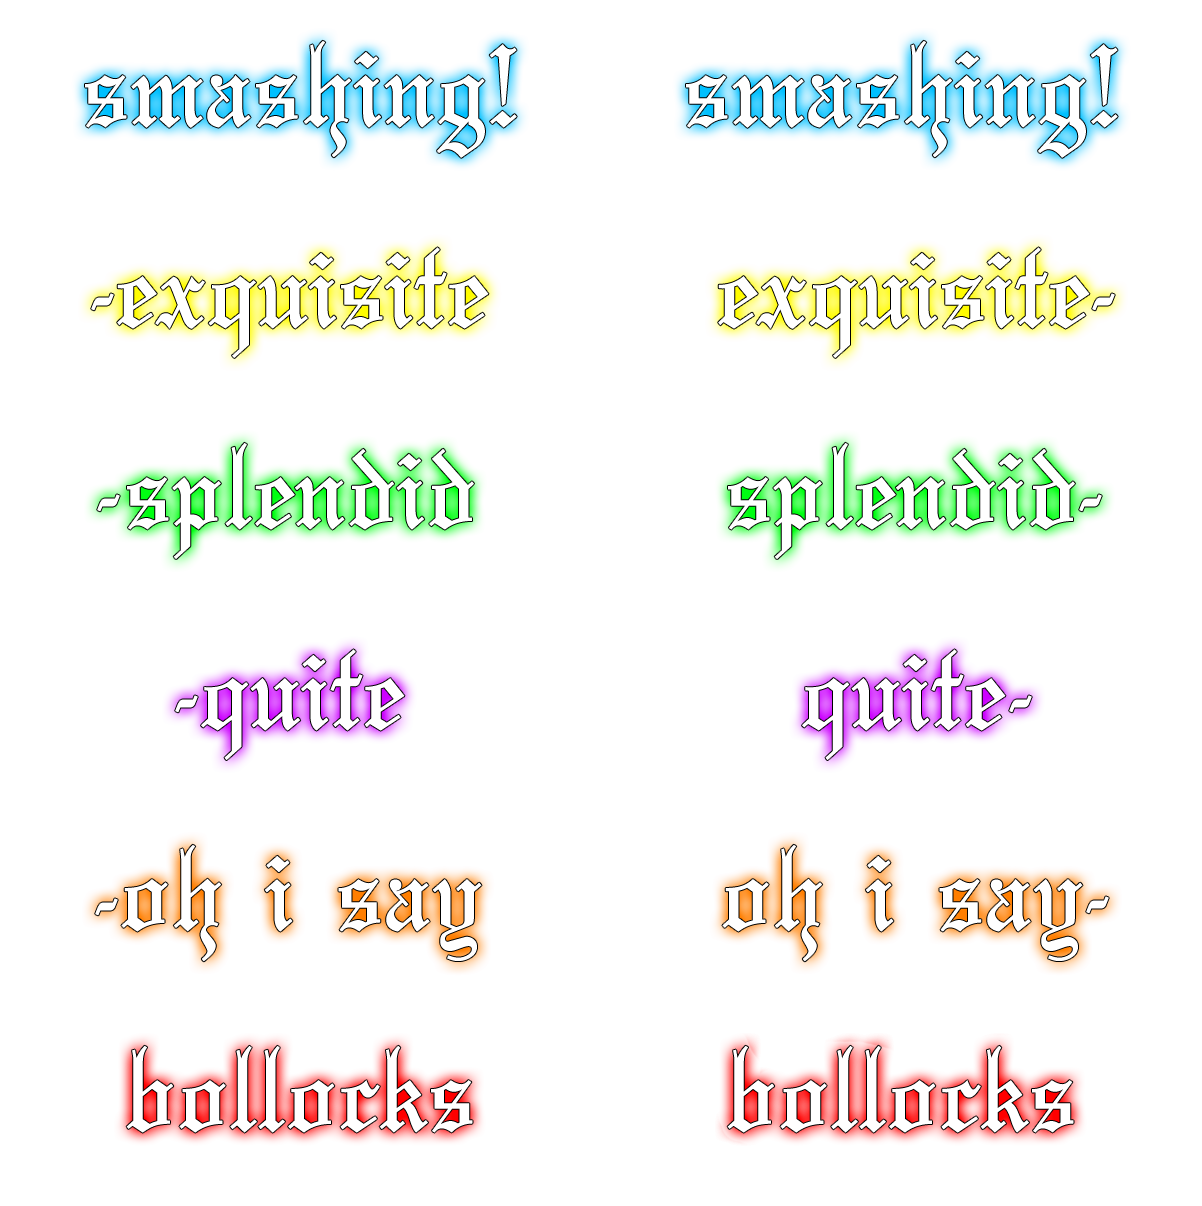 smashing! smashing!
-exquisite exquisite-
-splendid splendid-
-quite quite-
-oh i say oh i say-
bollocks bollocks